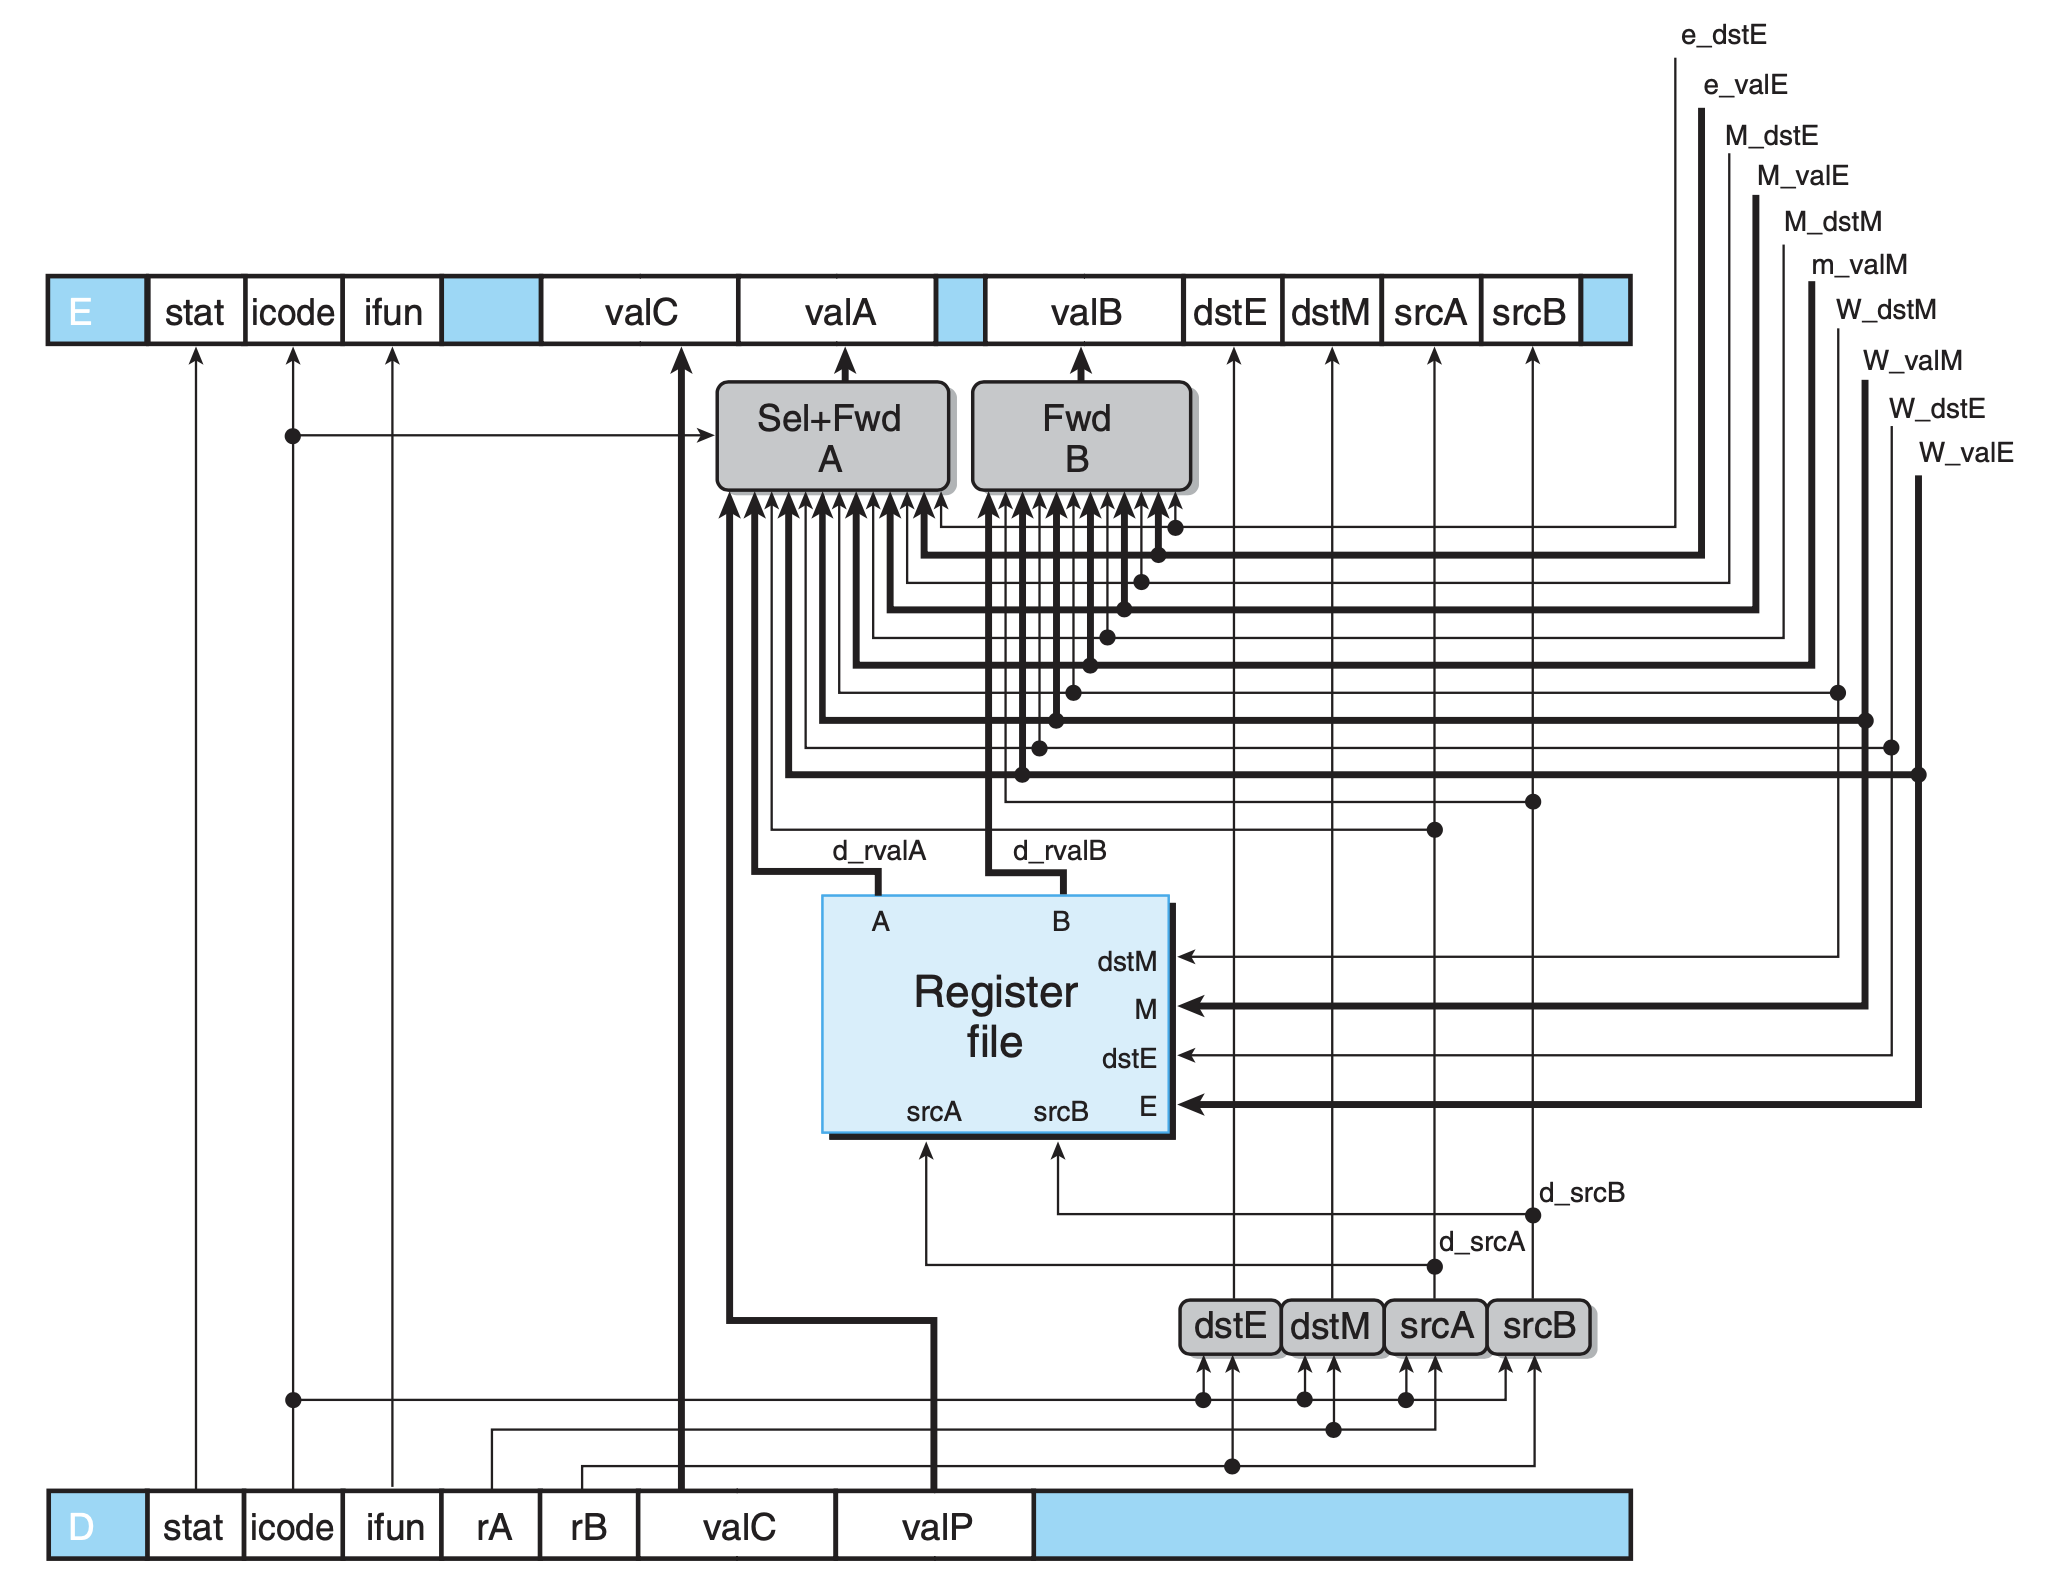 e_dstE
e_valE
M_dstE
M_valE
M_dstM
m_valM
W_dstM
W_valM
W_dstE
W_valE
E stat icode ifun valC valA valB dstE dstM srcA srcB
Sel+Fwd
A
Fwd
B
d_rvalA d_rvalB
A B
dstM
Register
file
M
dstE
E
srcA srcB
d_srcB
d_srcA
dstE dstM srcA srcB
D stat icode ifun rA rB valC valP